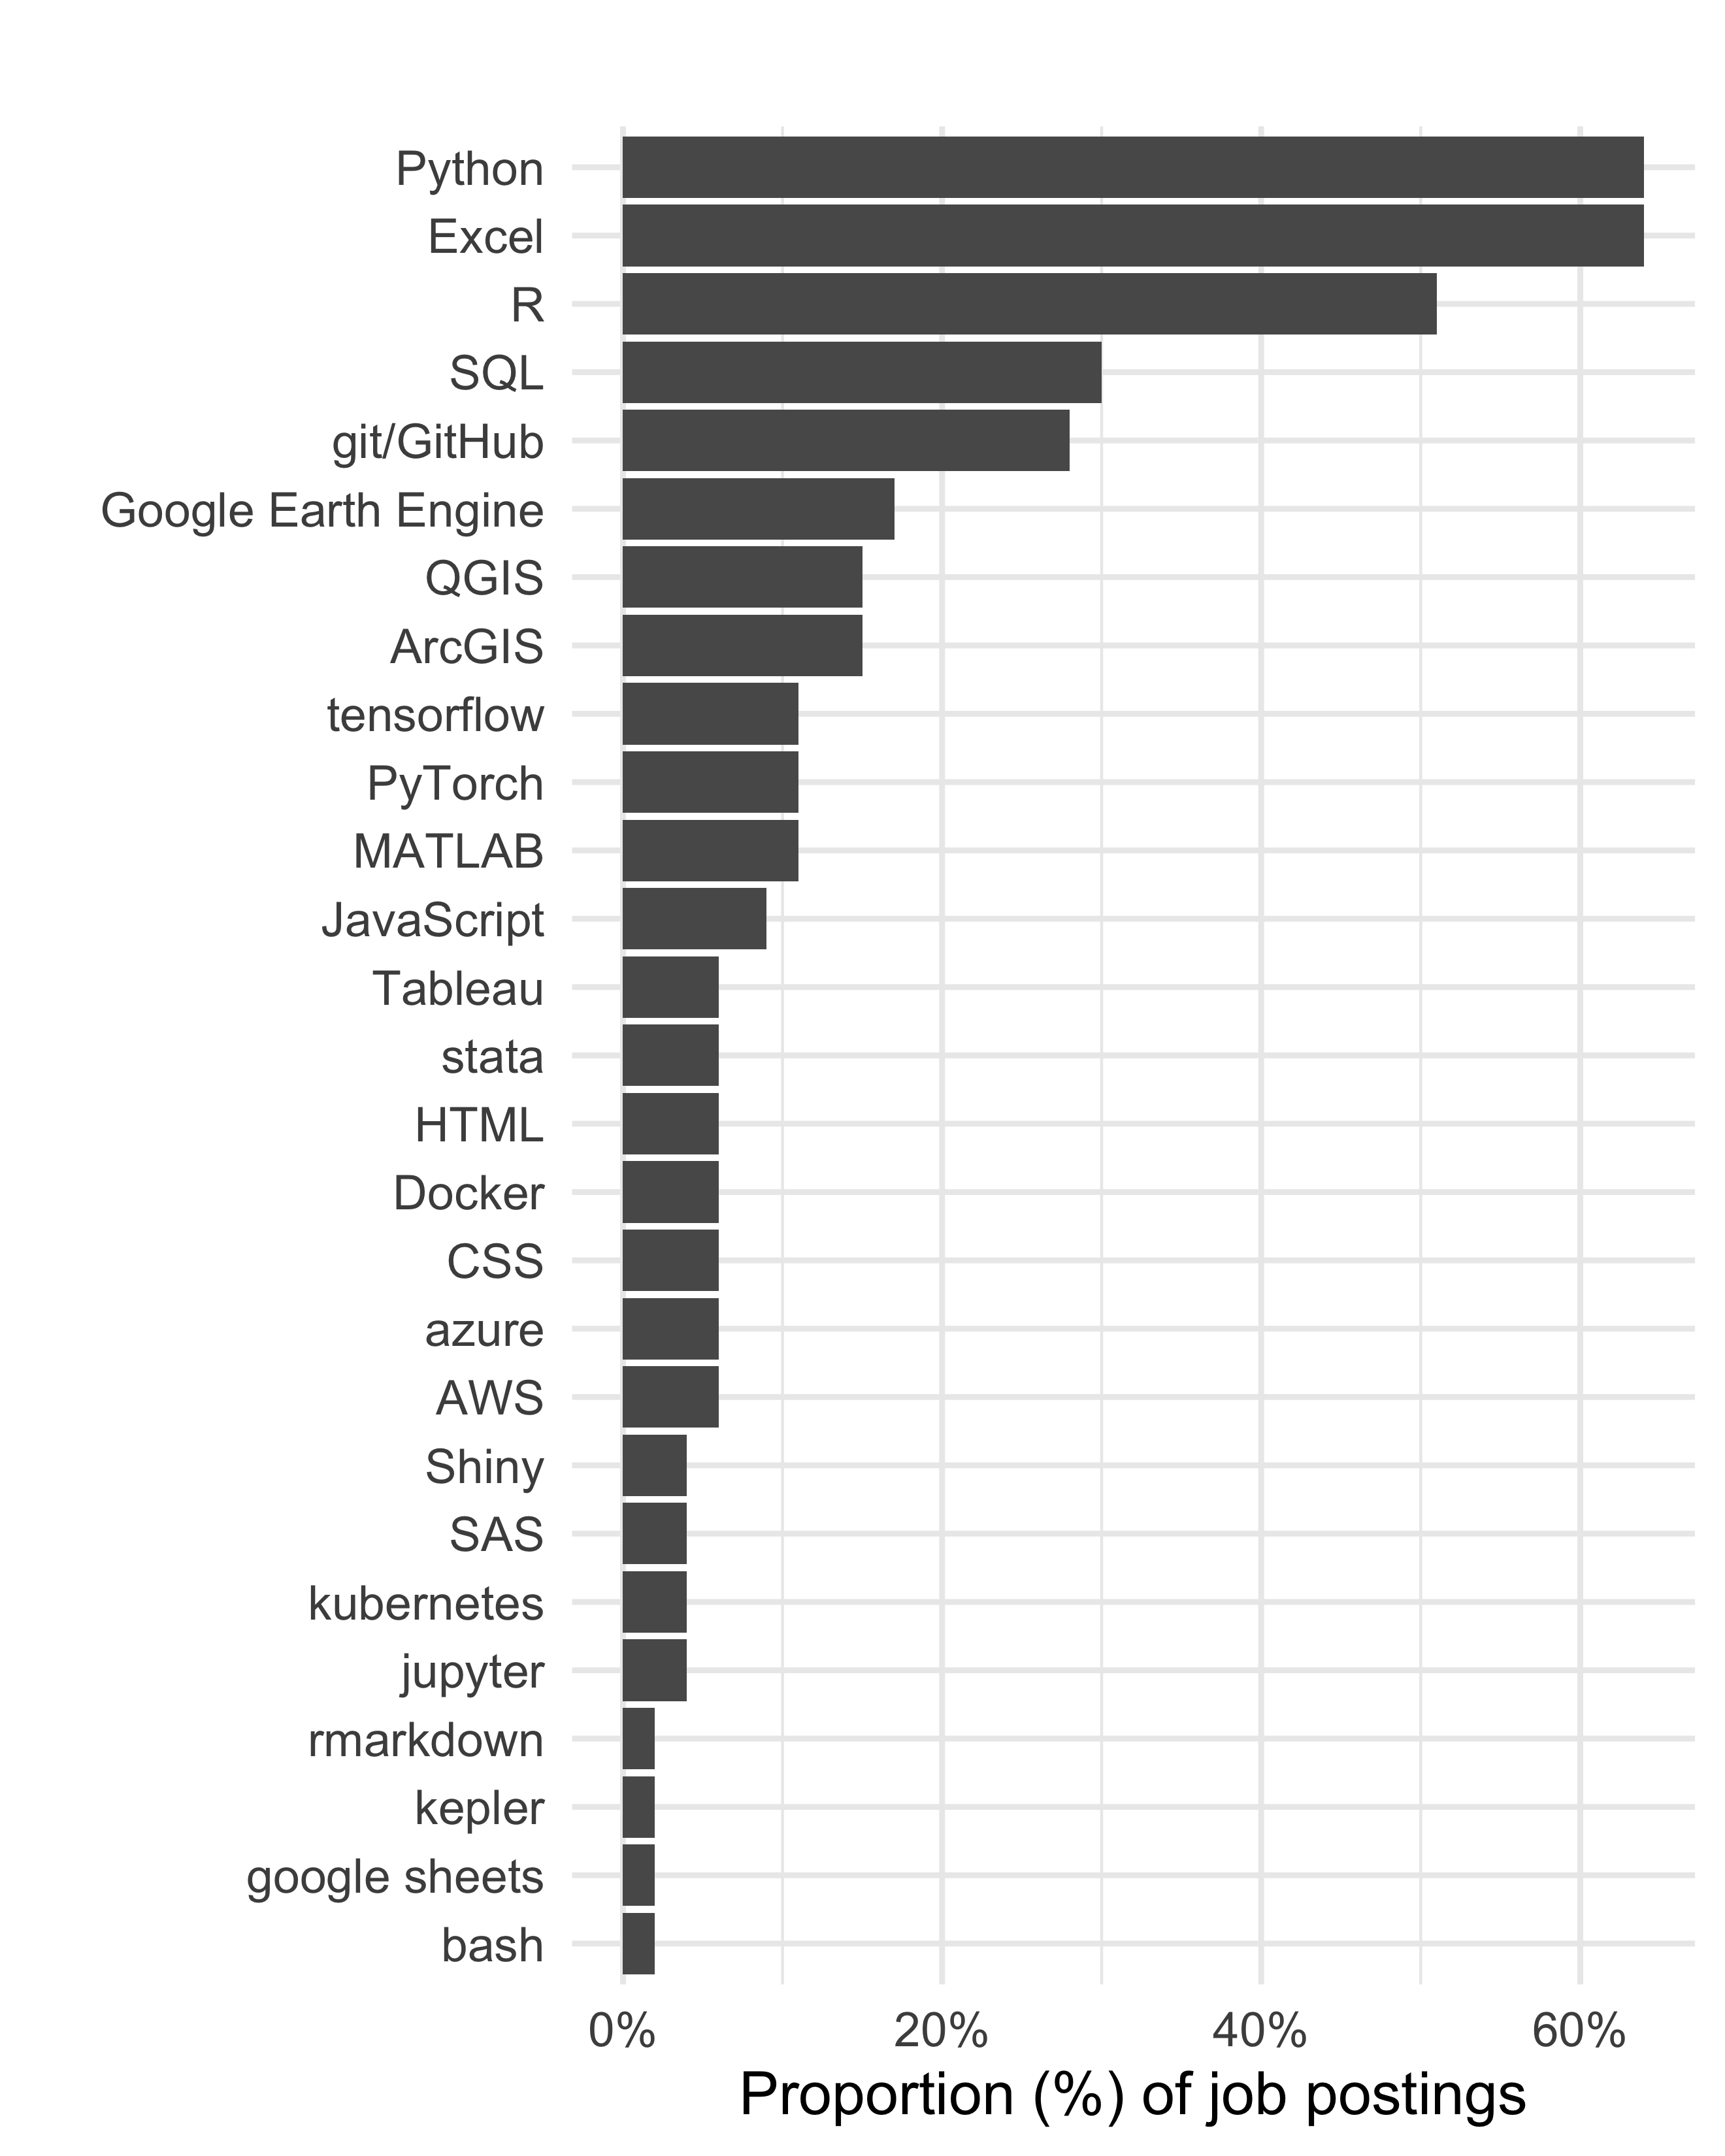 Python
Excel
R
SQL
git/GitHub
Google Earth Engine
QGIS
ArcGIS
tensorflow
PyTorch
MATLAB
JavaScript
Tableau
stata
HTML
Docker
CSS
azure
AWS
Shiny
SAS
kubernetes
jupyter
rmarkdown
kepler
google sheets
bash
0% 20% 40% 60%
Proportion (%) of job postings